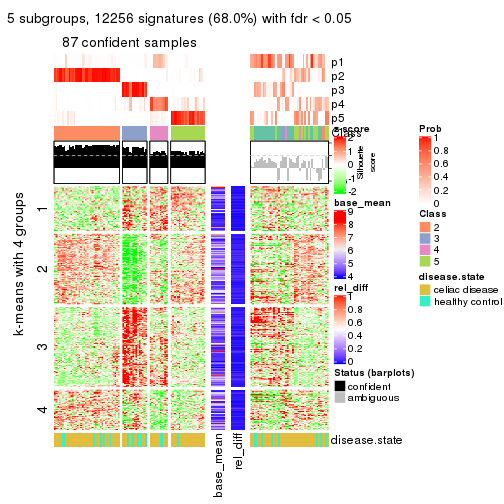 5 subgroups, 12256 signatures (68.0%) with fdr < 0.05
87 confident samples
p1
p2
p3
p4
p5
Class
Silhouette
score
k-means with 4 groups
1
2
3
4
base_mean
rel_diff
disease.state
z-score
2
1
0
-1
-2
base_mean
9
8
7
6
5
4
rel_diff
1
0.8
0.6
0.4
0.2
0
Status (barplots)
confident
ambiguous
Prob
1
0.8
0.6
0.4
0.2
0
Class
2
3
4
5
disease.state
celiac disease
healthy control